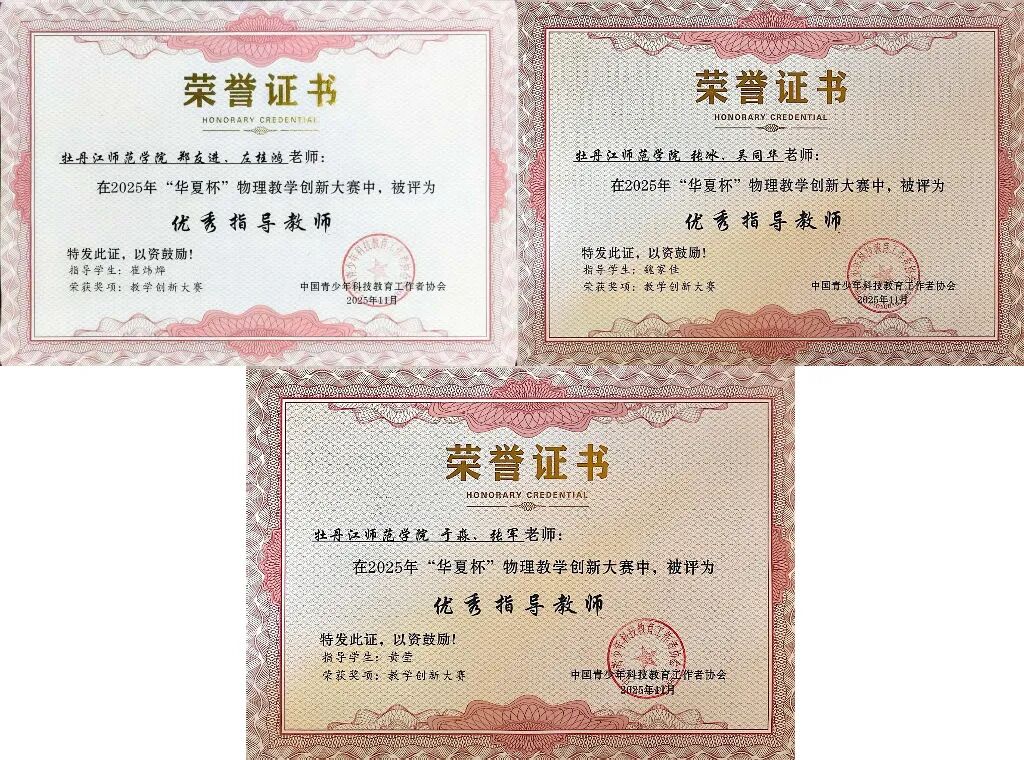 荣誉证书
HONORARY CREDENTIAL
牡丹江师范学院 郑友进、左桂鸿老师：
在2025年“华夏杯”物理教学创新大赛中，被评为
优秀指导教师
特发此证，以资鼓励！
指导学生：崔炜烨
荣获奖项：教学创新大赛
中国青少年科技教育工作者协会
2025年11月
荣誉证书
HONORARY CREDENTIAL
牡丹江师范学院 张冰、吴同华老师：
在2025年“华夏杯”物理教学创新大赛中，被评为
优秀指导教师
特发此证，以资鼓励！
指导学生：魏家佳
荣获奖项：教学创新大赛
中国青少年科技教育工作者协会
2025年11月
荣誉证书
HONORARY CREDENTIAL
牡丹江师范学院 于淼、张军老师：
在2025年“华夏杯”物理教学创新大赛中，被评为
优秀指导教师
特发此证，以资鼓励！
指导学生：黄莹
荣获奖项：教学创新大赛
中国青少年科技教育工作者协会
2025年11月